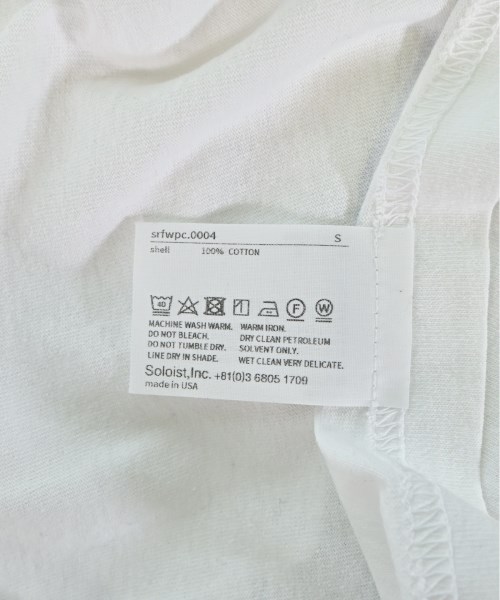 srfwpc.0004 S
shell 100% COTTON
40 F W
MACHINE WASH WARM. WARM IRON.
DO NOT BLEACH. DRY CLEAN PETROLEUM
DO NOT TUMBLE DRY. SOLVENT ONLY.
LINE DRY IN SHADE. WET CLEAN VERY DELICATE.
Soloist,Inc. +81(0)3 6805 1709
made in USA